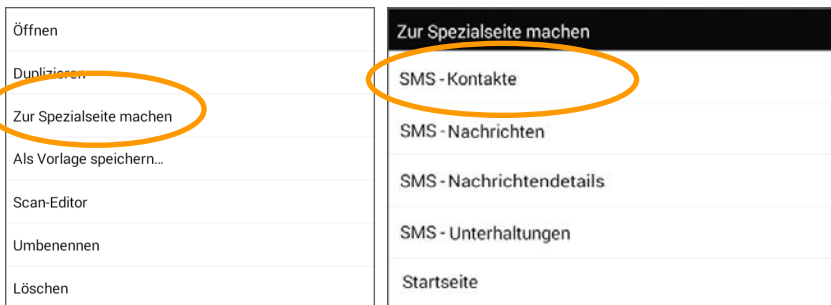 Öffnen
Duplizieren
Zur Spezialseite machen
Als Vorlage speichern...
Scan-Editor
Umbenennen
Löschen
Zur Spezialseite machen
SMS - Kontakte
SMS - Nachrichten
SMS - Nachrichtendetails
SMS - Unterhaltungen
Startseite